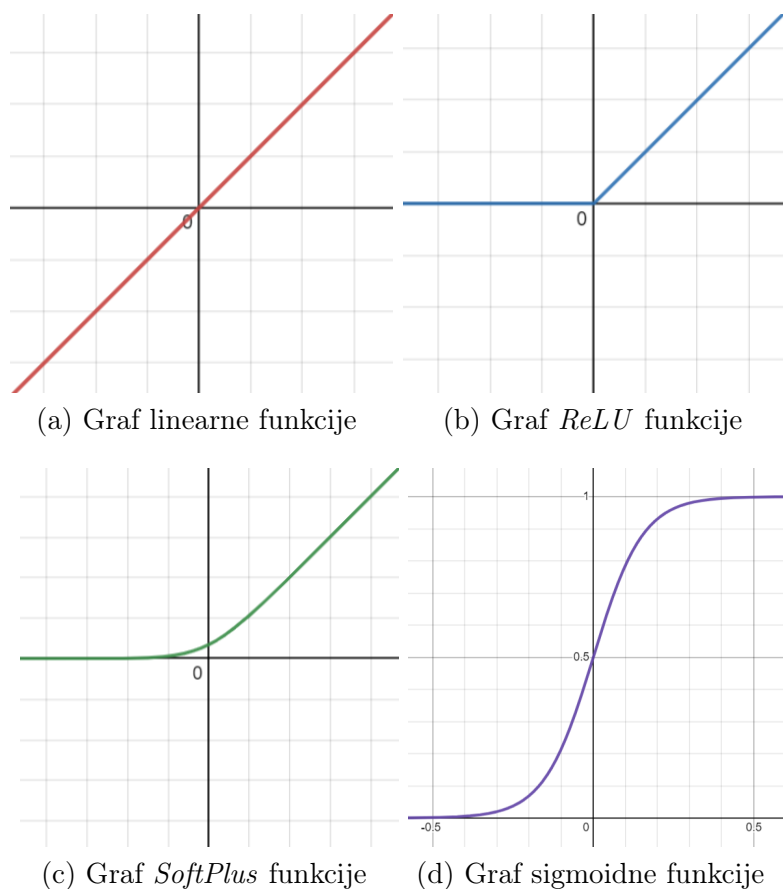 0
0
(a) Graf linearne funkcije
(b) Graf ReLU funkcije
0
1
0.5
-0.5
0
0.5
(c) Graf SoftPlus funkcije
(d) Graf sigmoidne funkcije